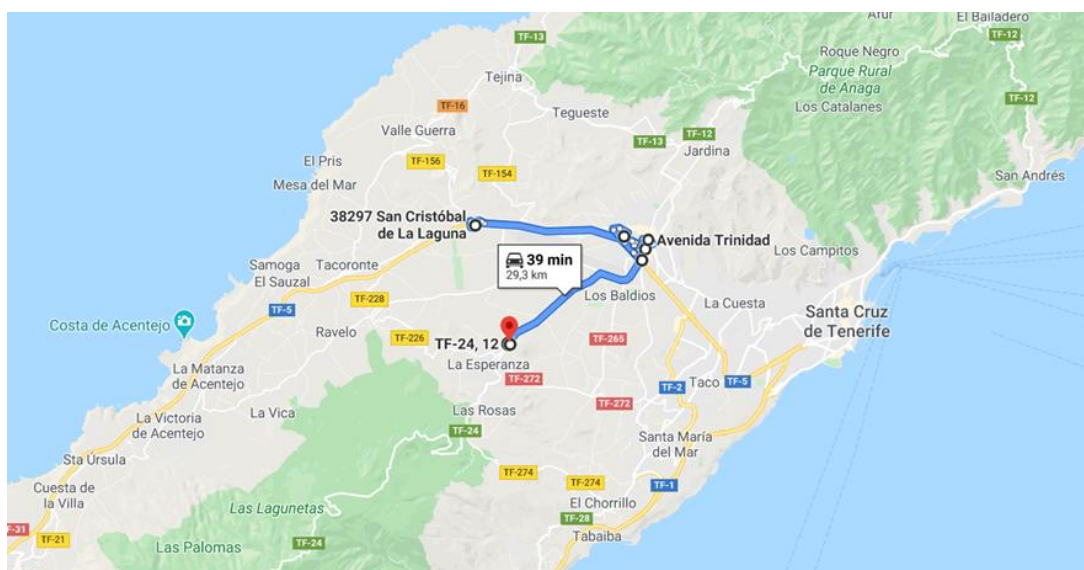 Afur
El Bailadero
TF-12
TF-13
Roque Negro
Parque Rural
de Anaga
Tejina
Los Catalanes
TF-12
TF-16
Tegueste
TF-12
Valle Guerra
TF-13
Jardina
El Pris
TF-156
TF-154
San Andrés
Mesa del Mar
38297 San Cristóbal
de La Laguna
Avenida Trinidad
Los Campitos
39 min
29,3 km
Samoga
Tacoronte
El Sauzal
Los Baldios
La Cuesta
TF-228
TF-5
Santa Cruz
de Tenerife
Costa de Acentejo
Ravelo
TF-226
TF-24, 12
TF-265
La Esperanza
La Matanza
de Acentejo
TF-272
TF-2
Taco
TF-5
La Victoria
de Acentejo
La Vica
Las Rosas
TF-272
TF-24
Santa María
del Mar
Sta Úrsula
TF-274
TF-274
TF-1
Cuesta de
la Villa
Las Lagunetas
El Chorrillo
TF-28
TF-31
TF-21
Las Palomas
TF-24
Tabaiba